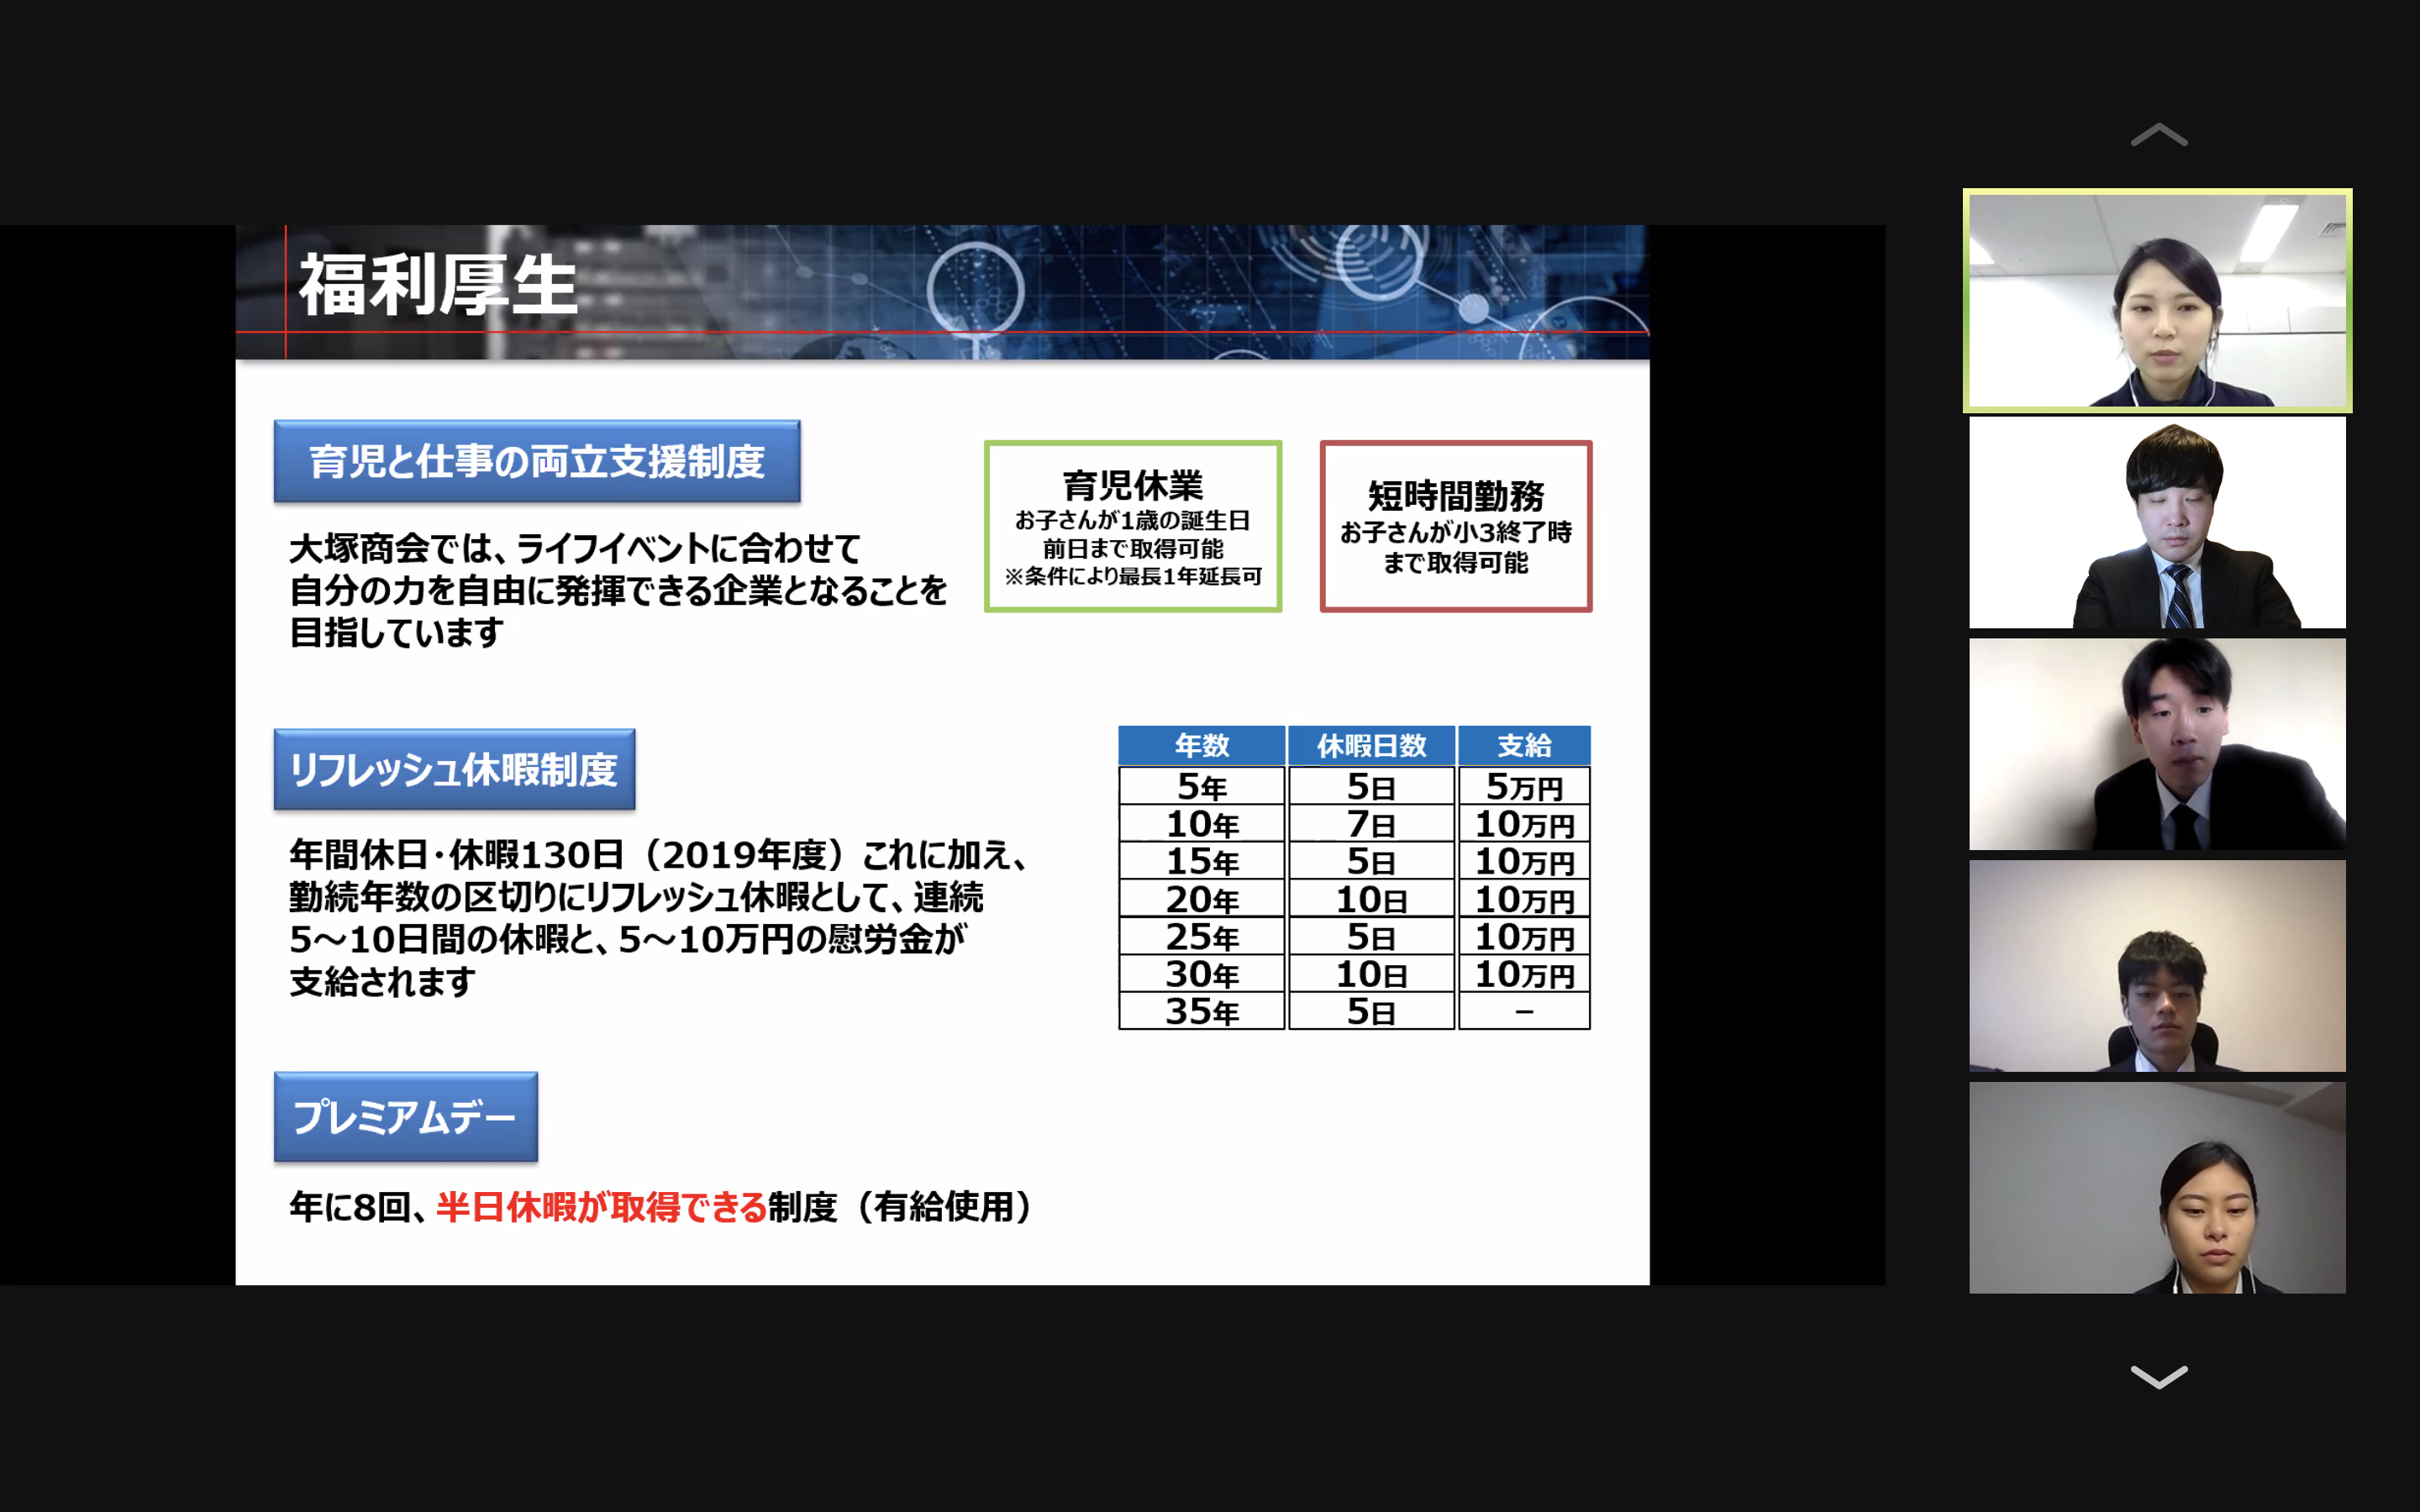 福利厚生
育児と仕事の両立支援制度
大塚商会では、ライフイベントに合わせて
自分の力を自由に発揮できる企業となることを
目指しています
育児休業
お子さんが1歳の誕生日
前日まで取得可能
※条件により最長1年延長可
短時間勤務
お子さんが小3終了時
まで取得可能
リフレッシュ休暇制度
年間休日・休暇130日（2019年度）これに加え、
勤続年数の区切りにリフレッシュ休暇として、連続
5～10日間の休暇と、5～10万円の慰労金が
支給されます
年数 休暇日数 支給
5年 5日 5万円
10年 7日 10万円
15年 5日 10万円
20年 10日 10万円
25年 5日 10万円
30年 10日 10万円
35年 5日 －
プレミアムデー
年に8回、半日休暇が取得できる制度（有給使用）